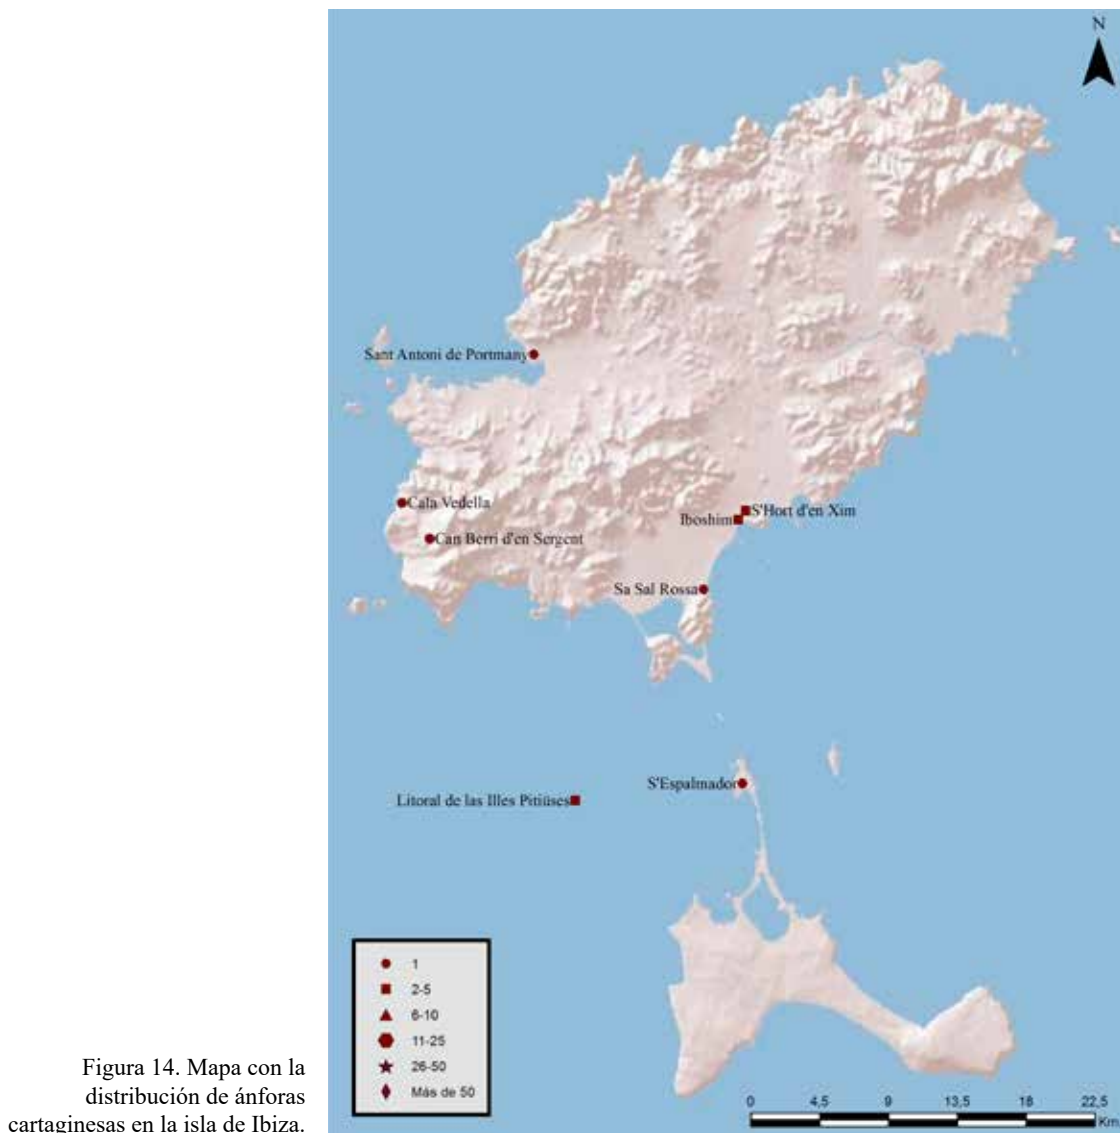 N
Sant Antoni de Portmany
Cala Vedella
Can Berri d'en Sergent
S'Hort d'en Xim
Iboshim
Sa Sal Rossa
S'Espalmador
Litoral de las Illes Pitiüses
1
2-5
6-10
11-25
26-50
Más de 50
0 4,5 9 13,5 18 22,5
Km
Figura 14. Mapa con la
distribución de ánforas
cartaginesas en la isla de Ibiza.